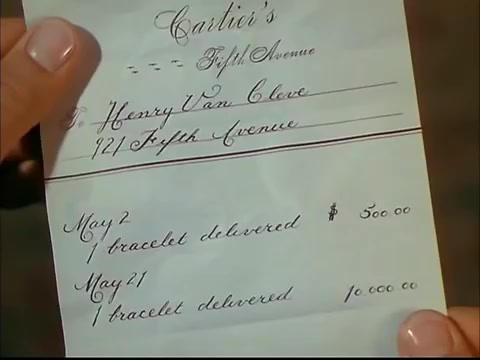 Cartier's
--- Fifth Avenue
To Henry Van Cleve
921 Fifth Avenue
May 2
1 bracelet delivered $ 500.00
May 21
1 bracelet delivered 10.000.00